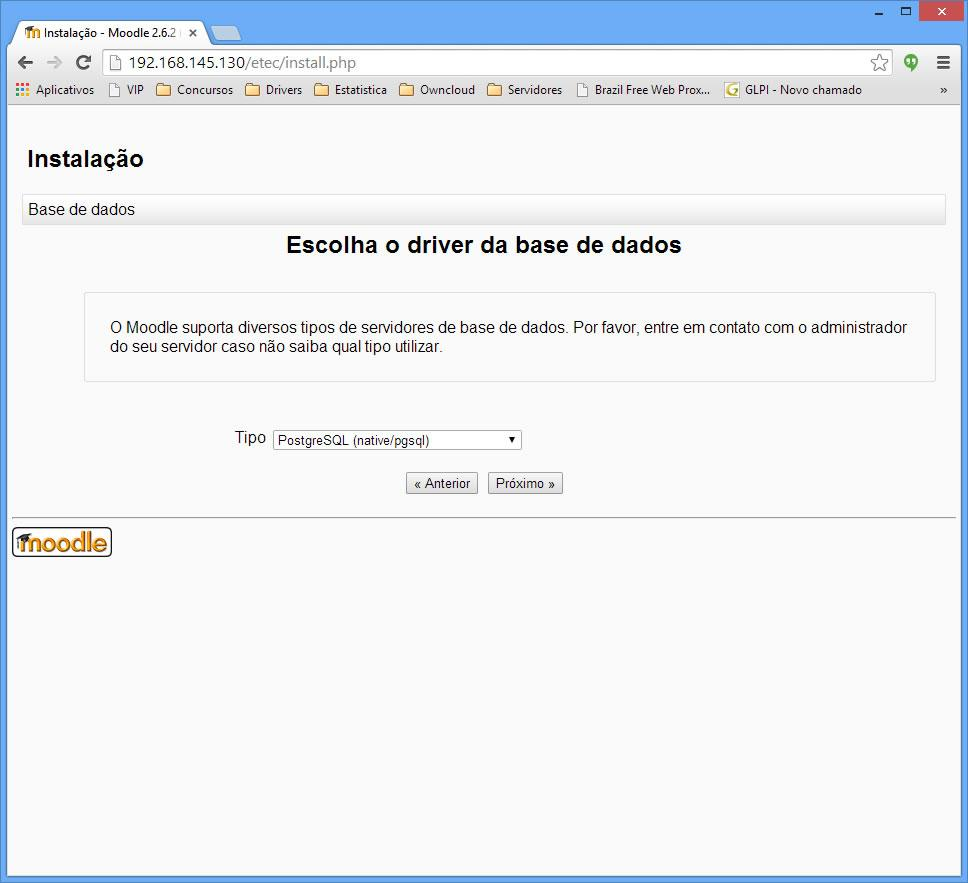 Instalação - Moodle 2.6.2
192.168.145.130/etec/install.php
Aplicativos VIP Concursos Drivers Estatistica Owncloud Servidores Brazil Free Web Prox... GLPI - Novo chamado »
Instalação
Base de dados
Escolha o driver da base de dados
O Moodle suporta diversos tipos de servidores de base de dados. Por favor, entre em contato com o administrador
do seu servidor caso não saiba qual tipo utilizar.
Tipo PostgreSQL (native/pgsql)
« Anterior Próximo »
moodle